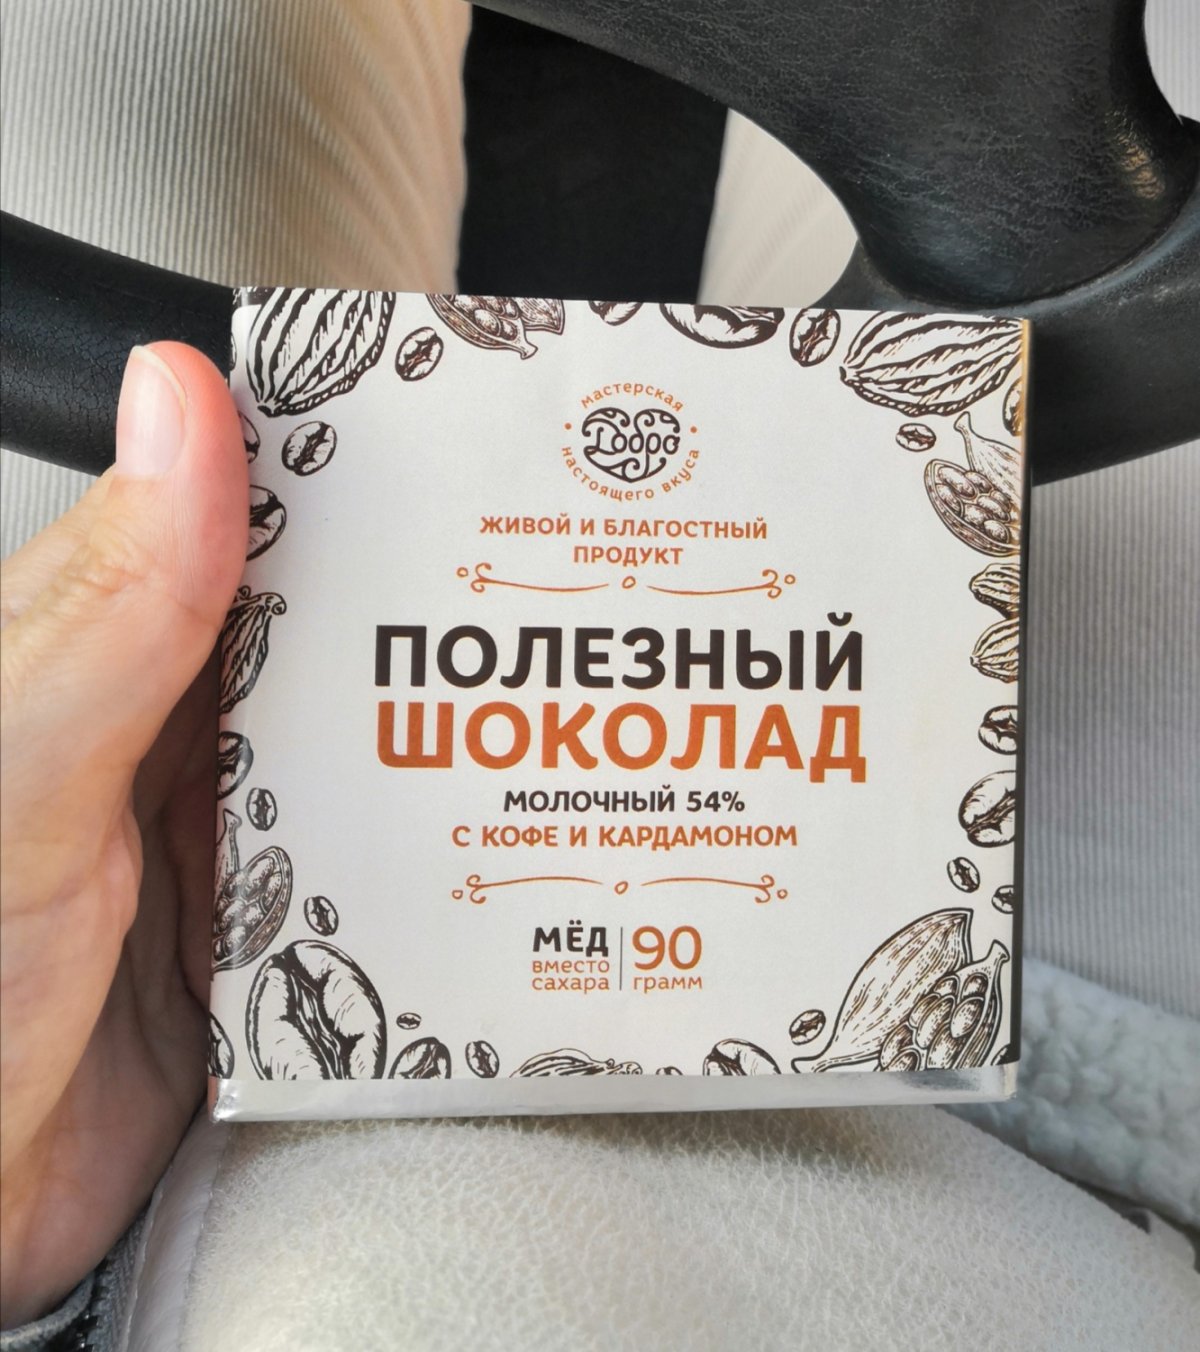 мастерская
Добро
настоящего вкуса
ЖИВОЙ И БЛАГОСТНЫЙ
ПРОДУКТ
ПОЛЕЗНЫЙ
ШОКОЛАД
МОЛОЧНЫЙ 54%
С КОФЕ И КАРДАМОНОМ
МЁД
вместо
сахара
90
грамм